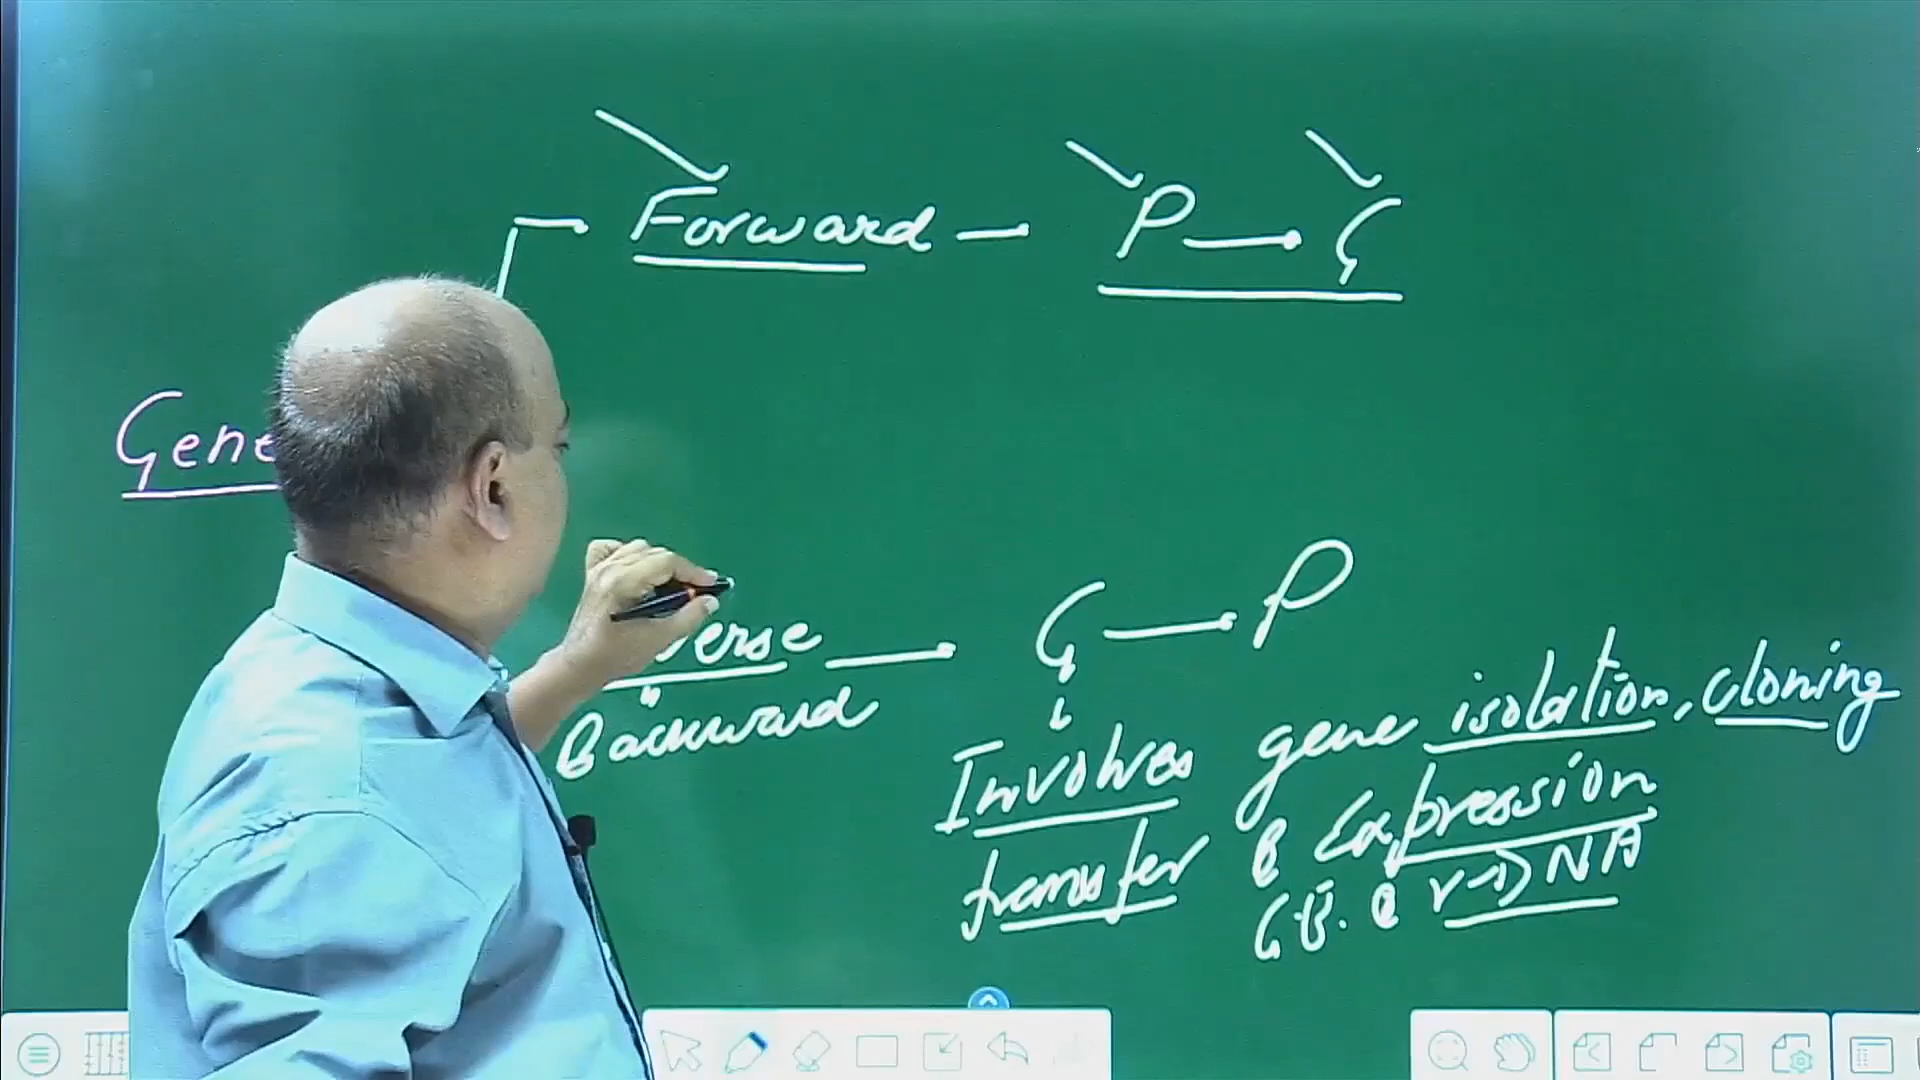 Forward — P → G
Gene
verse → G → P
Backward
Involves gene isolation, cloning
transfer & Expression
G.E. & r-DNA